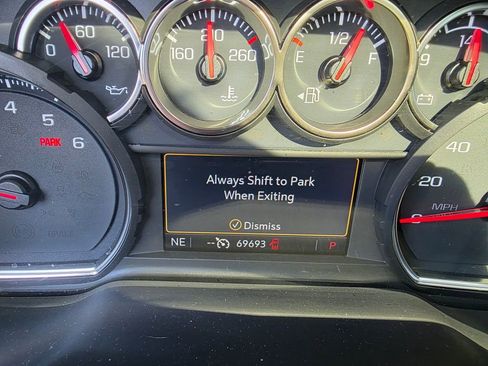 0 60 120
160 210 260
E 1/2 F
9 14
4
5
PARK 6
40
20
0 MPH
Always Shift to Park
When Exiting
Dismiss
NE -- 69693 P